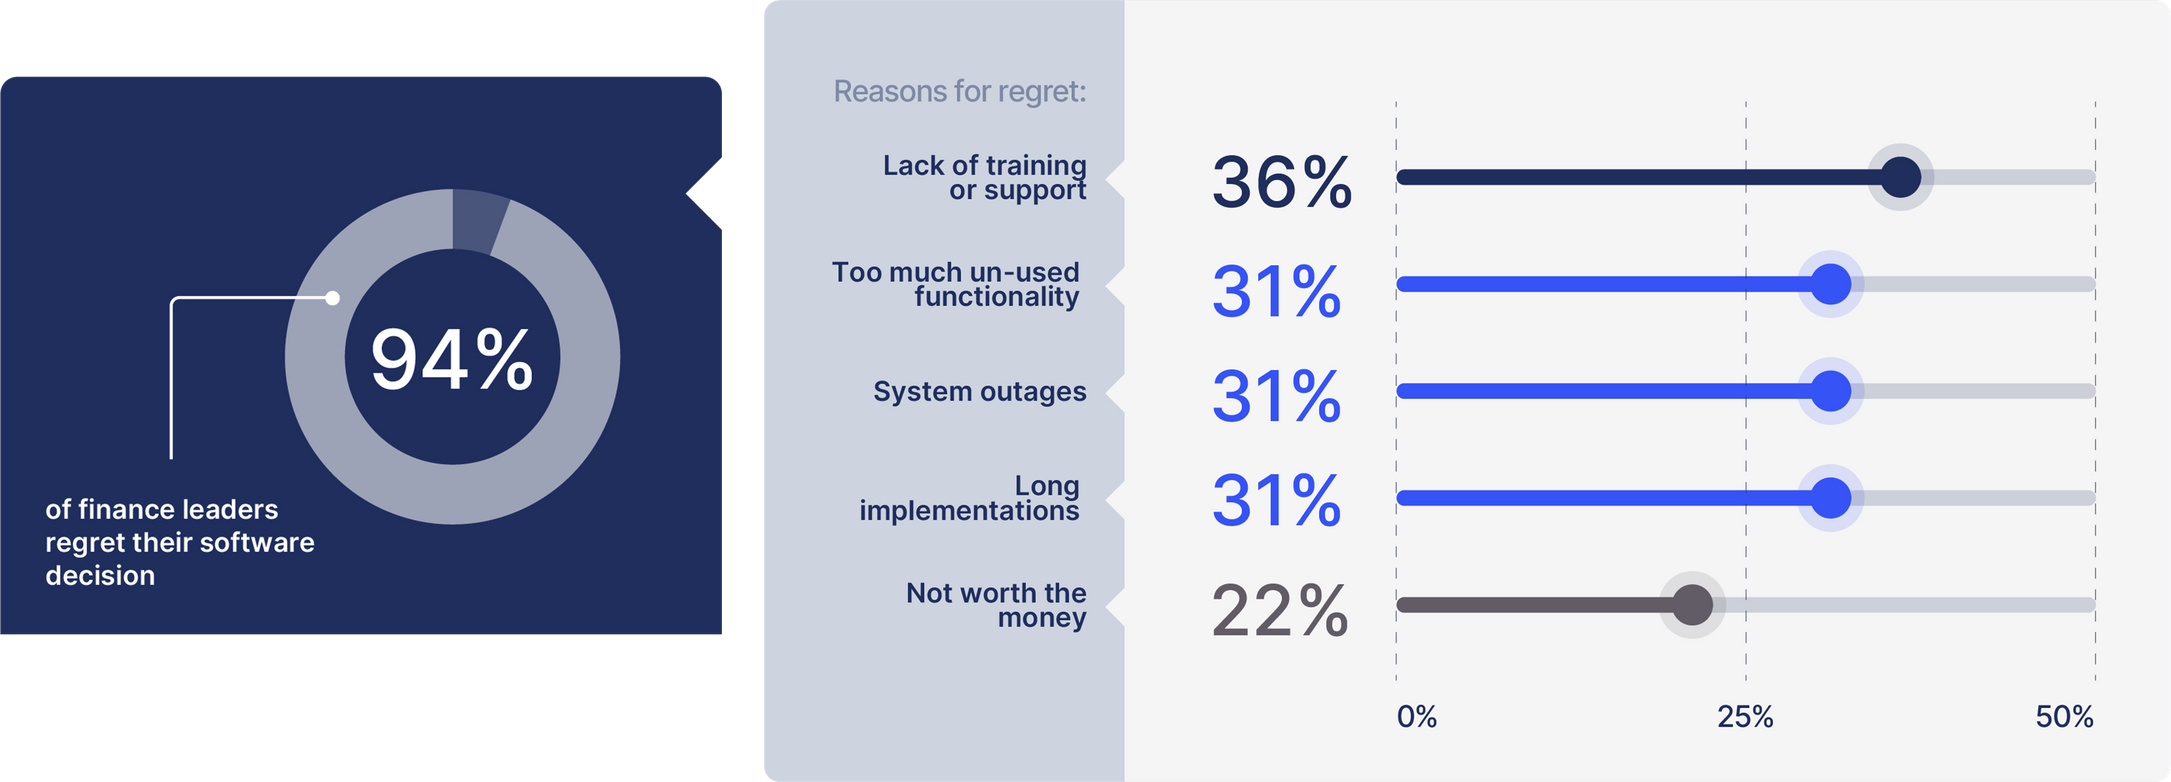 94%
of finance leaders
regret their software
decision
Reasons for regret:
Lack of training
or support
36%
Too much un-used
functionality
31%
System outages
31%
Long
implementations
31%
Not worth the
money
22%
0%
25%
50%